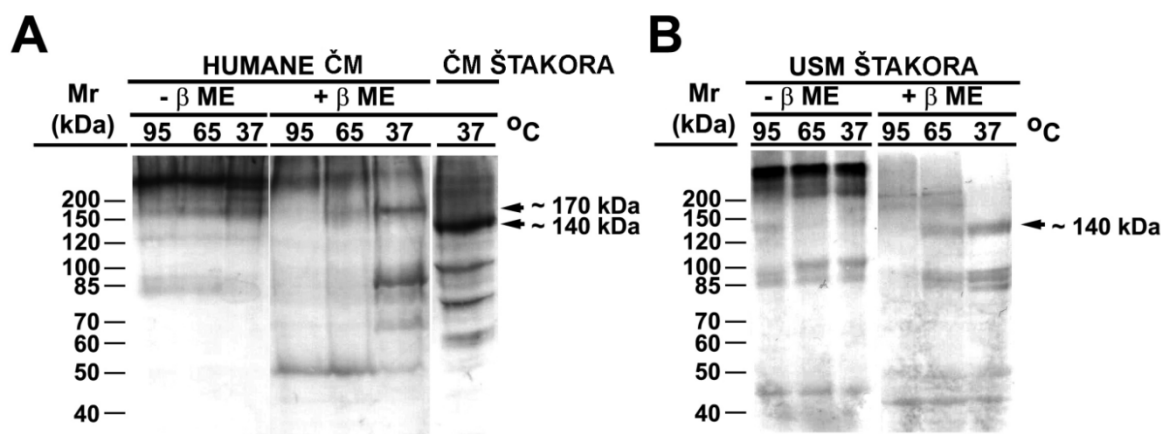 A
HUMANE ČM ČM ŠTAKORA
Mr (kDa)
- β ME + β ME
95 65 37 95 65 37 37 °C
200
150
120
100
85
70
60
50
40
~ 170 kDa
~ 140 kDa
B
USM ŠTAKORA
Mr (kDa)
- β ME + β ME
95 65 37 95 65 37 °C
200
150
120
100
85
70
60
50
40
~ 140 kDa